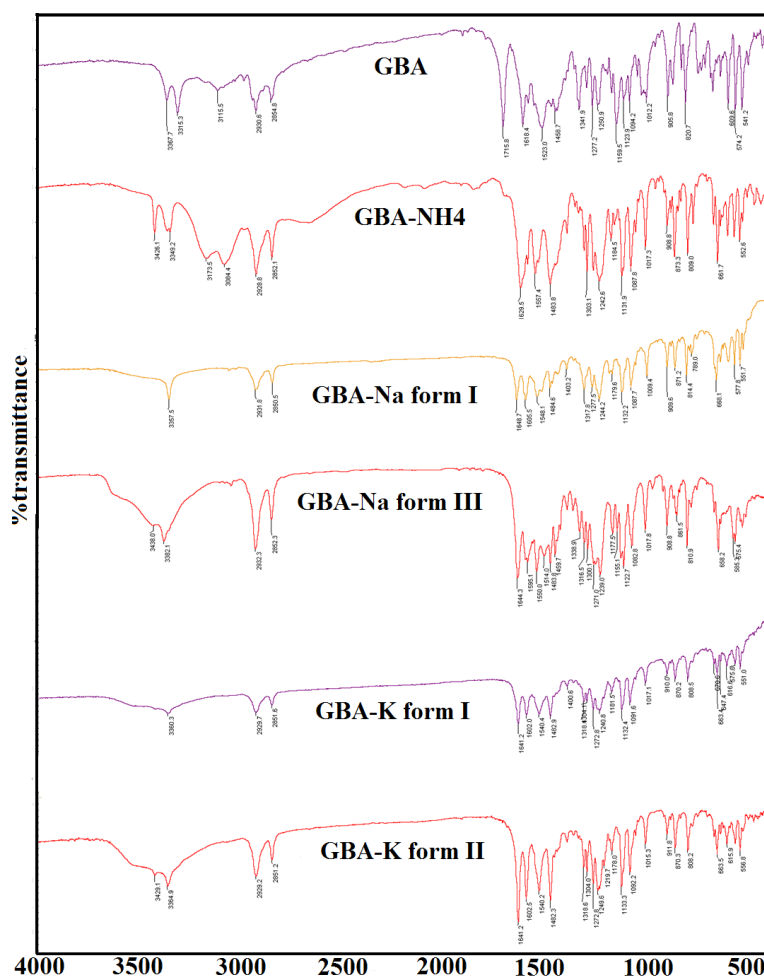 GBA
3367.7 3315.3 3115.5 2930.6 2854.8 1715.8 1618.4 1523.0 1458.7 1341.9 1277.2 1250.9 1159.5 1123.9 1094.2 1012.2 905.8 820.7 609.6 574.2 541.2
GBA-NH4
3426.1 3349.2 3173.5 3084.4 2928.8 2852.1 1629.5 1557.4 1483.8 1303.1 1242.6 1184.5 1131.9 1087.8 1017.3 908.8 873.3 809.0 661.7 552.6
GBA-Na form I
3357.5 2931.8 2850.5 1648.7 1605.5 1548.1 1484.6 1403.2 1317.8 1277.5 1244.2 1179.6 1132.2 1087.7 1009.4 909.6 871.2 814.4 789.0 668.1 577.8 551.7
%transmittance
GBA-Na form III
3438.0 3382.1 2932.3 2852.3 1644.3 1595.1 1550.0 1514.0 1483.8 1459.7 1338.9 1316.5 1300.1 1271.0 1239.0 1177.5 1155.1 1122.7 1082.8 1017.8 908.8 861.5 810.9 658.2 585.3 575.4
GBA-K form I
3360.3 2929.7 2851.6 1641.2 1602.0 1540.4 1482.9 1400.6 1272.8 1240.8 1181.5 1132.4 1091.6 1017.1 910.0 870.2 808.5 647.4 616.6 575.8 551.0
GBA-K form II
3429.1 3364.9 2929.2 2851.2 1641.2 1602.5 1540.2 1482.3 1318.6 1304.0 1272.8 1249.6 1219.7 1178.0 1133.3 1092.2 1015.3 911.8 870.3 808.2 663.5 615.9 556.8
4000 3500 3000 2500 2000 1500 1000 500